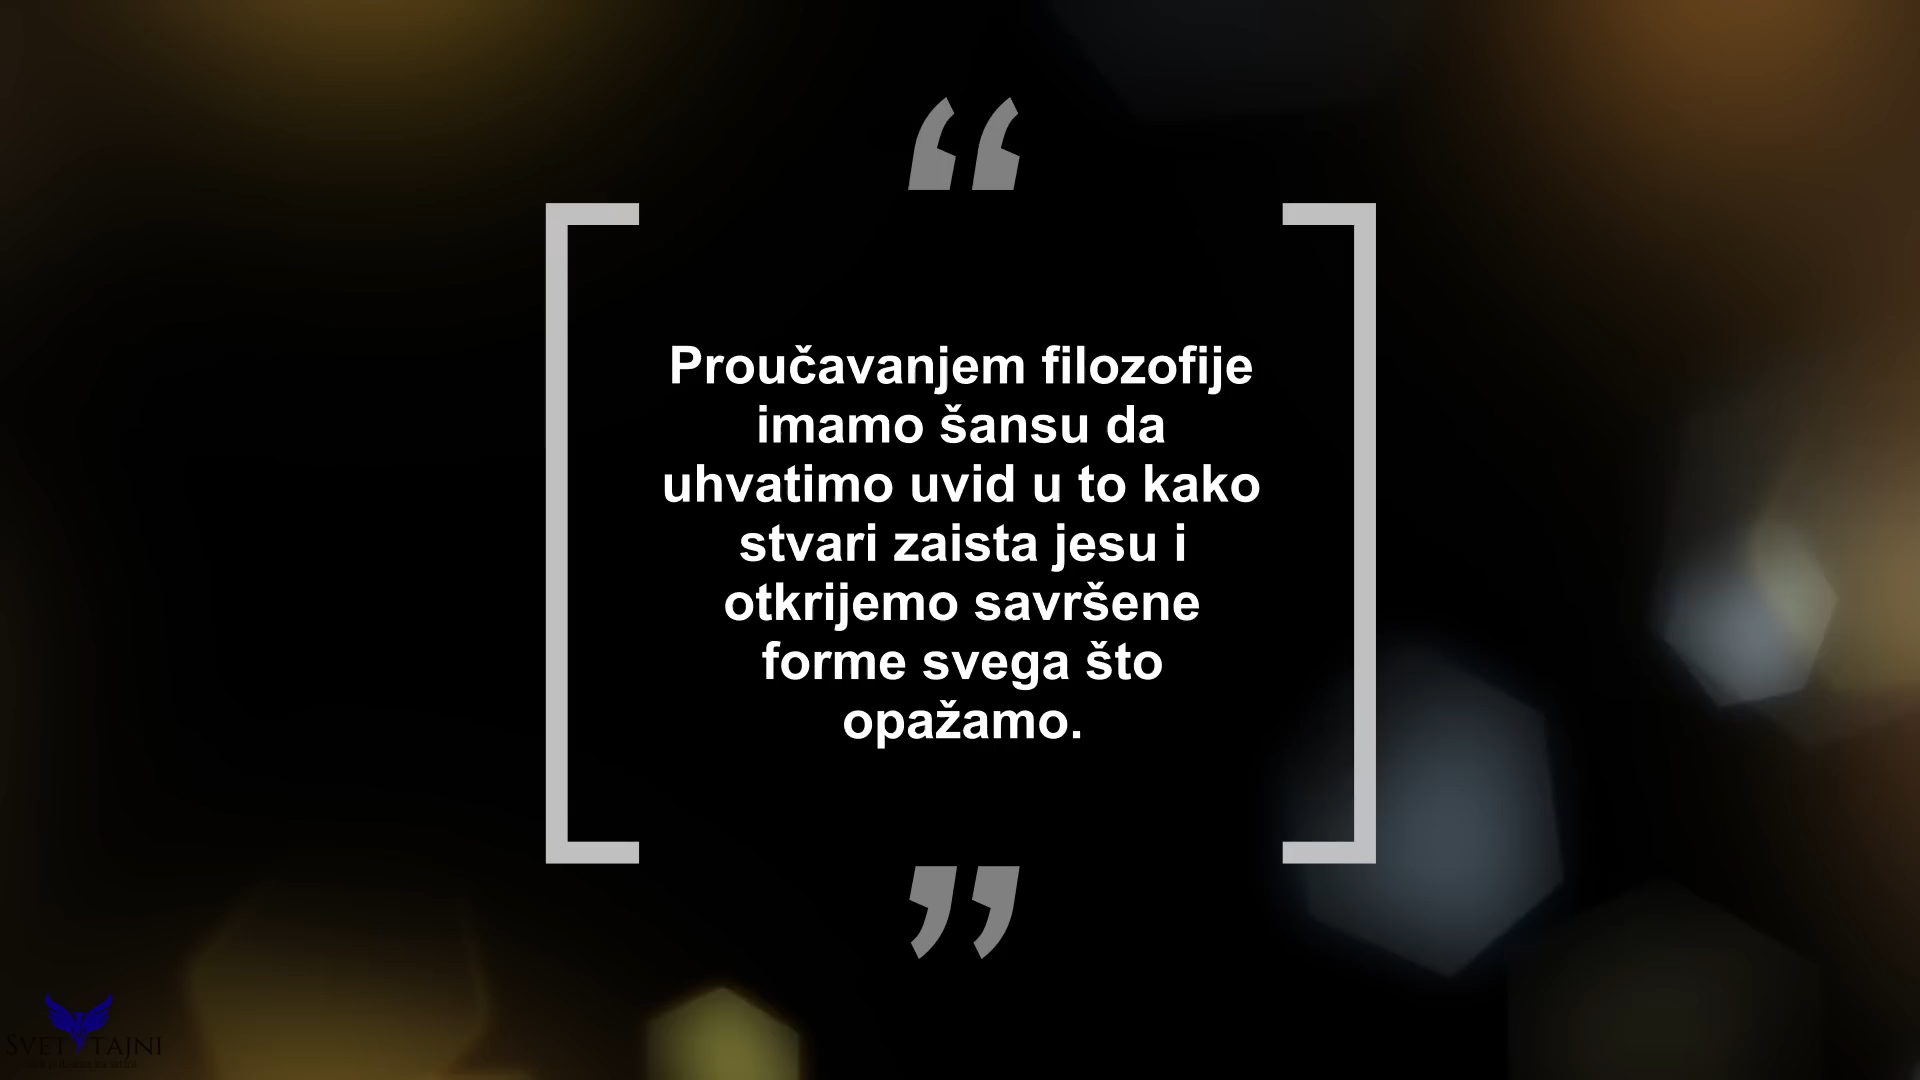 “
Proučavanjem filozofije
imamo šansu da
uhvatimo uvid u to kako
stvari zaista jesu i
otkrijemo savršene
forme svega što
opažamo.
”
SVET TAJNI